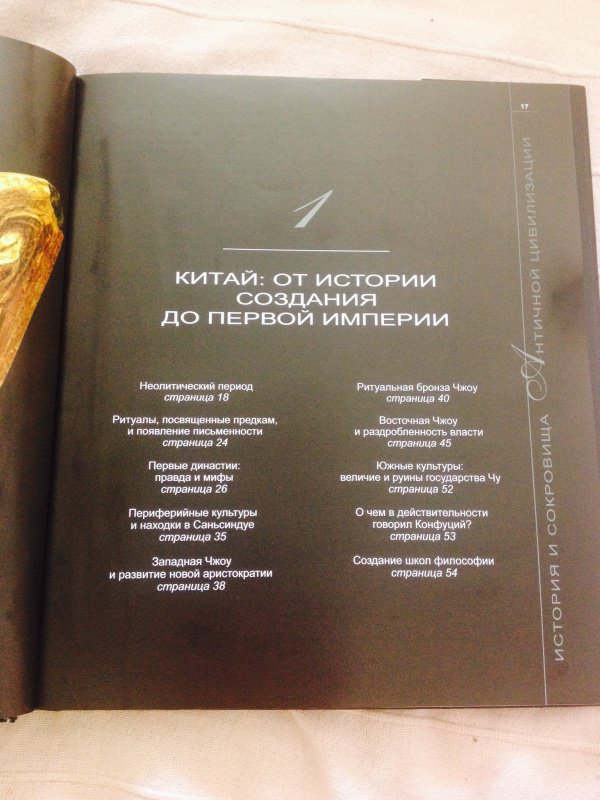 17
1
КИТАЙ: ОТ ИСТОРИИ
СОЗДАНИЯ
ДО ПЕРВОЙ ИМПЕРИИ
Неолитический период
страница 18
Ритуалы, посвященные предкам,
и появление письменности
страница 24
Первые династии:
правда и мифы
страница 26
Периферийные культуры
и находки в Саньсиндуе
страница 35
Западная Чжоу
и развитие новой аристократии
страница 38
Ритуальная бронза Чжоу
страница 40
Восточная Чжоу
и раздробленность власти
страница 45
Южные культуры:
величие и руины государства Чу
страница 52
О чем в действительности
говорил Конфуций?
страница 53
Создание школ философии
страница 54
ИСТОРИЯ И СОКРОВИЩА АНТИЧНОЙ ЦИВИЛИЗАЦИИ